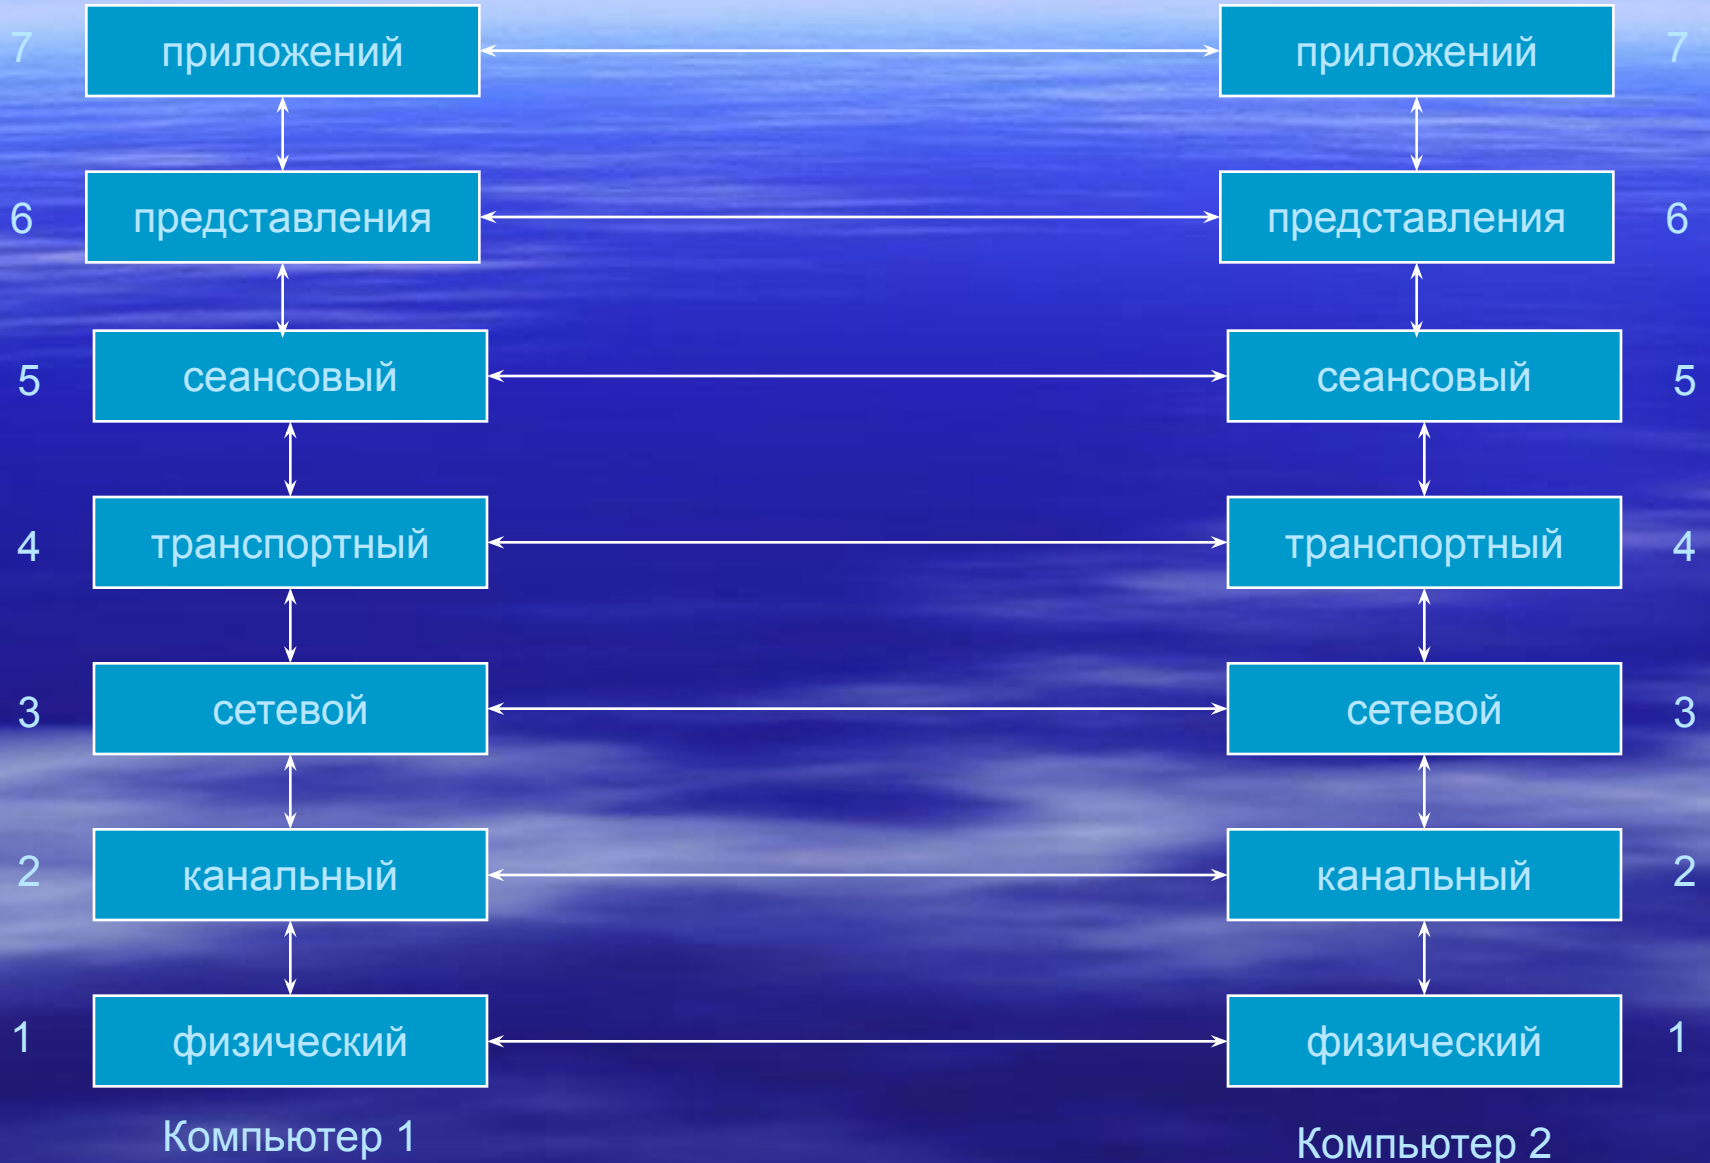 7 приложений приложений 7
6 представления представления 6
5 сеансовый сеансовый 5
4 транспортный транспортный 4
3 сетевой сетевой 3
2 канальный канальный 2
1 физический физический 1
Компьютер 1 Компьютер 2